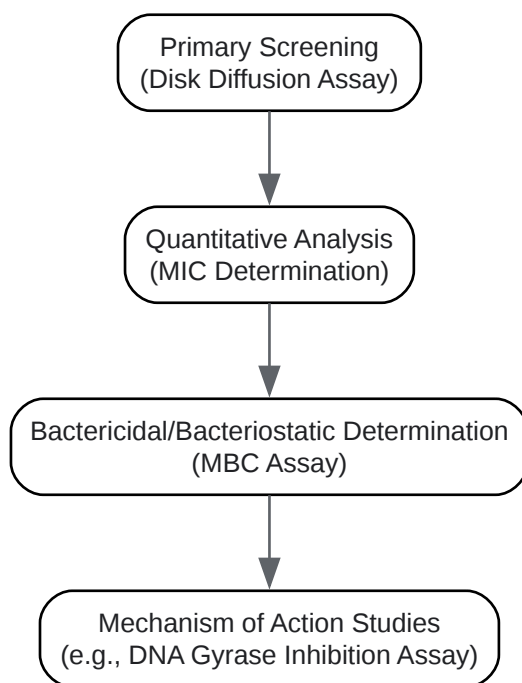 Primary Screening
(Disk Diffusion Assay)
Quantitative Analysis
(MIC Determination)
Bactericidal/Bacteriostatic Determination
(MBC Assay)
Mechanism of Action Studies
(e.g., DNA Gyrase Inhibition Assay)